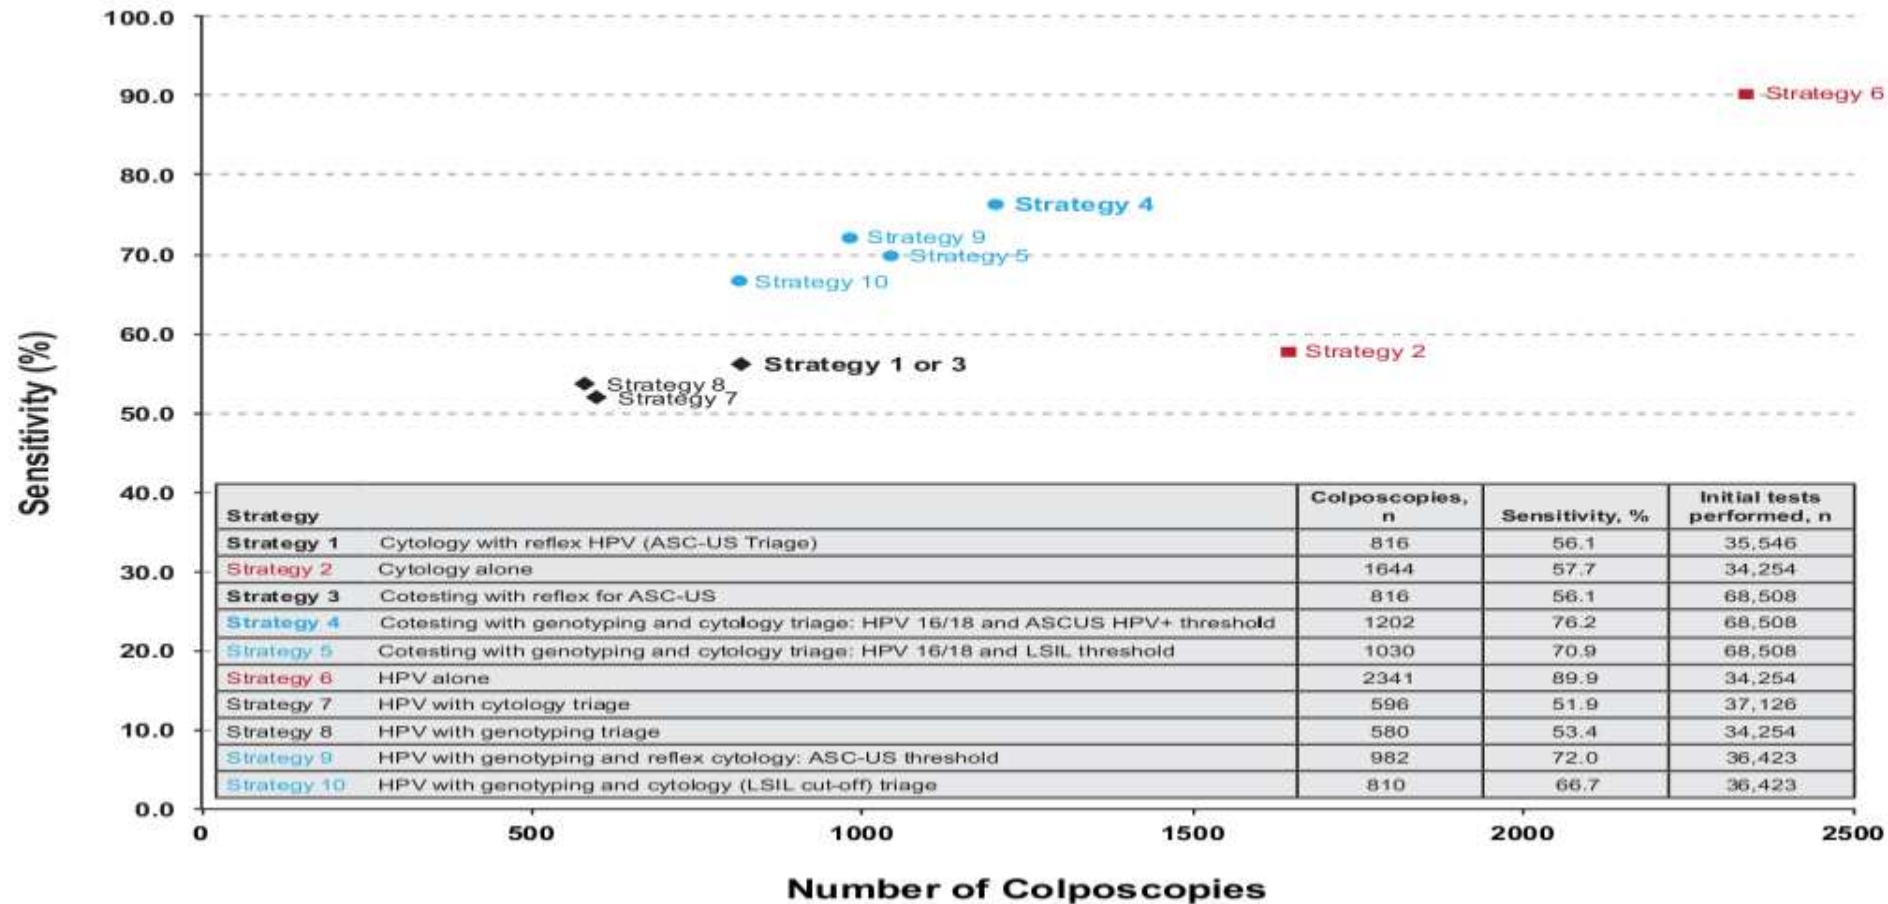 100.0
90.0
80.0
70.0
60.0
50.0
40.0
30.0
20.0
10.0
0.0
Sensitivity (%)
Strategy 6
Strategy 4
Strategy 9
Strategy 5
Strategy 10
Strategy 2
Strategy 1 or 3
Strategy 8
Strategy 7
Strategy Colposcopies, n Sensitivity, % Initial tests performed, n
Strategy 1 Cytology with reflex HPV (ASC-US Triage) 816 56.1 35,546
Strategy 2 Cytology alone 1644 57.7 34,254
Strategy 3 Cotesting with reflex for ASC-US 816 56.1 68,508
Strategy 4 Cotesting with genotyping and cytology triage: HPV 16/18 and ASCUS HPV+ threshold 1202 76.2 68,508
Strategy 5 Cotesting with genotyping and cytology triage: HPV 16/18 and LSIL threshold 1030 70.9 68,508
Strategy 6 HPV alone 2341 89.9 34,254
Strategy 7 HPV with cytology triage 596 51.9 37,126
Strategy 8 HPV with genotyping triage 580 53.4 34,254
Strategy 9 HPV with genotyping and reflex cytology: ASC-US threshold 982 72.0 36,423
Strategy 10 HPV with genotyping and cytology (LSIL cut-off) triage 810 66.7 36,423
0 500 1000 1500 2000 2500
Number of Colposcopies